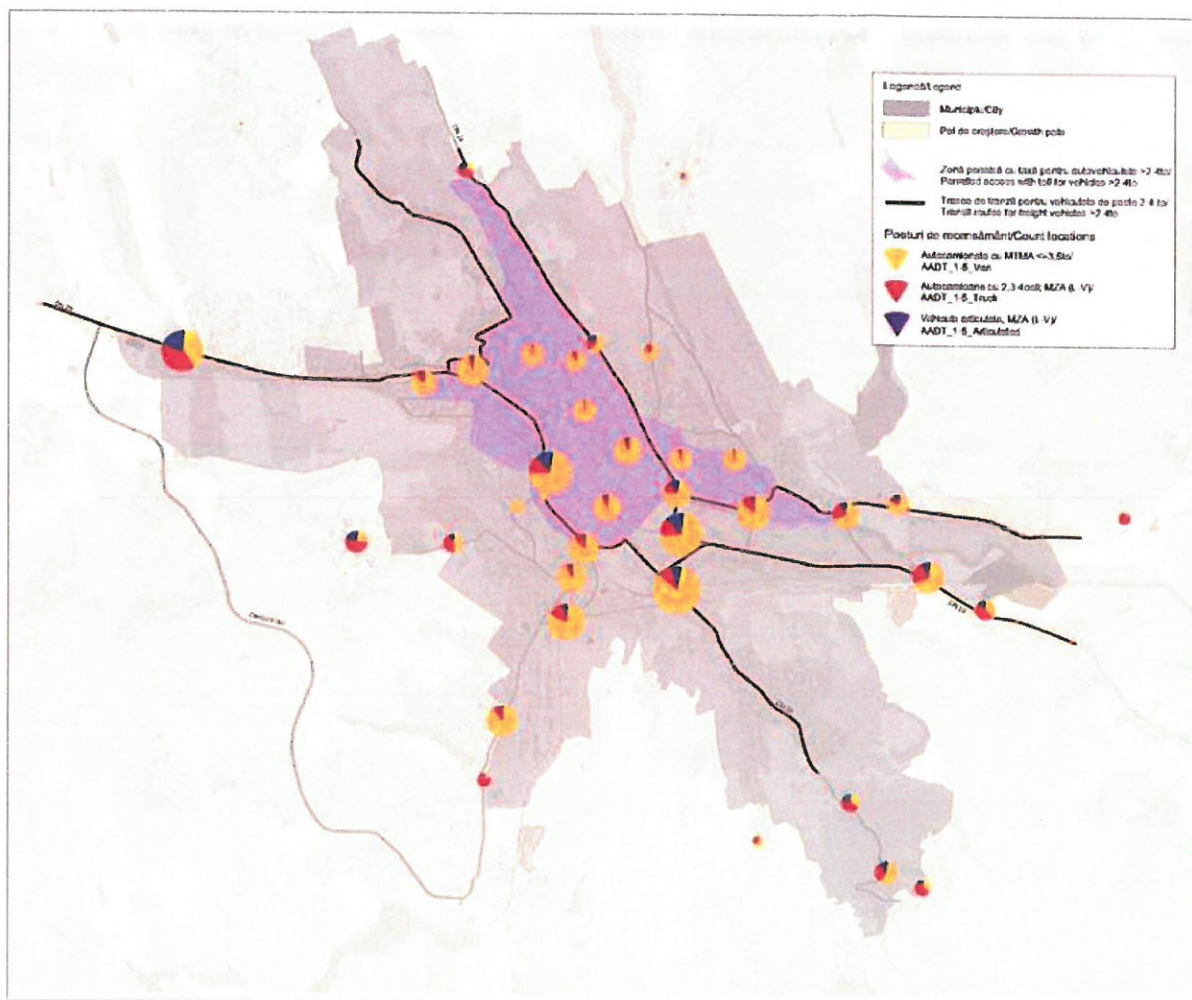 Legendă/Legend
Municipiu/City
Pol de creștere/Growth pole
Zonă permisă cu taxă pentru autovehicule >2.4to/
Permitted access with toll for vehicles >2.4to
Trasee de tranzit pentru vehicule de peste 2.4 to/
Transit routes for freight vehicles >2.4to
Posturi de recensământ/Count locations
Autocamionete cu MTMA <=3,5to/
AADT_1-5_Van
Autocamioane cu 2,3,4 osii, MZA (L-V)/
AADT_1-5_Truck
Vehicule articulate, MZA (L-V)/
AADT_1-5_Articulated